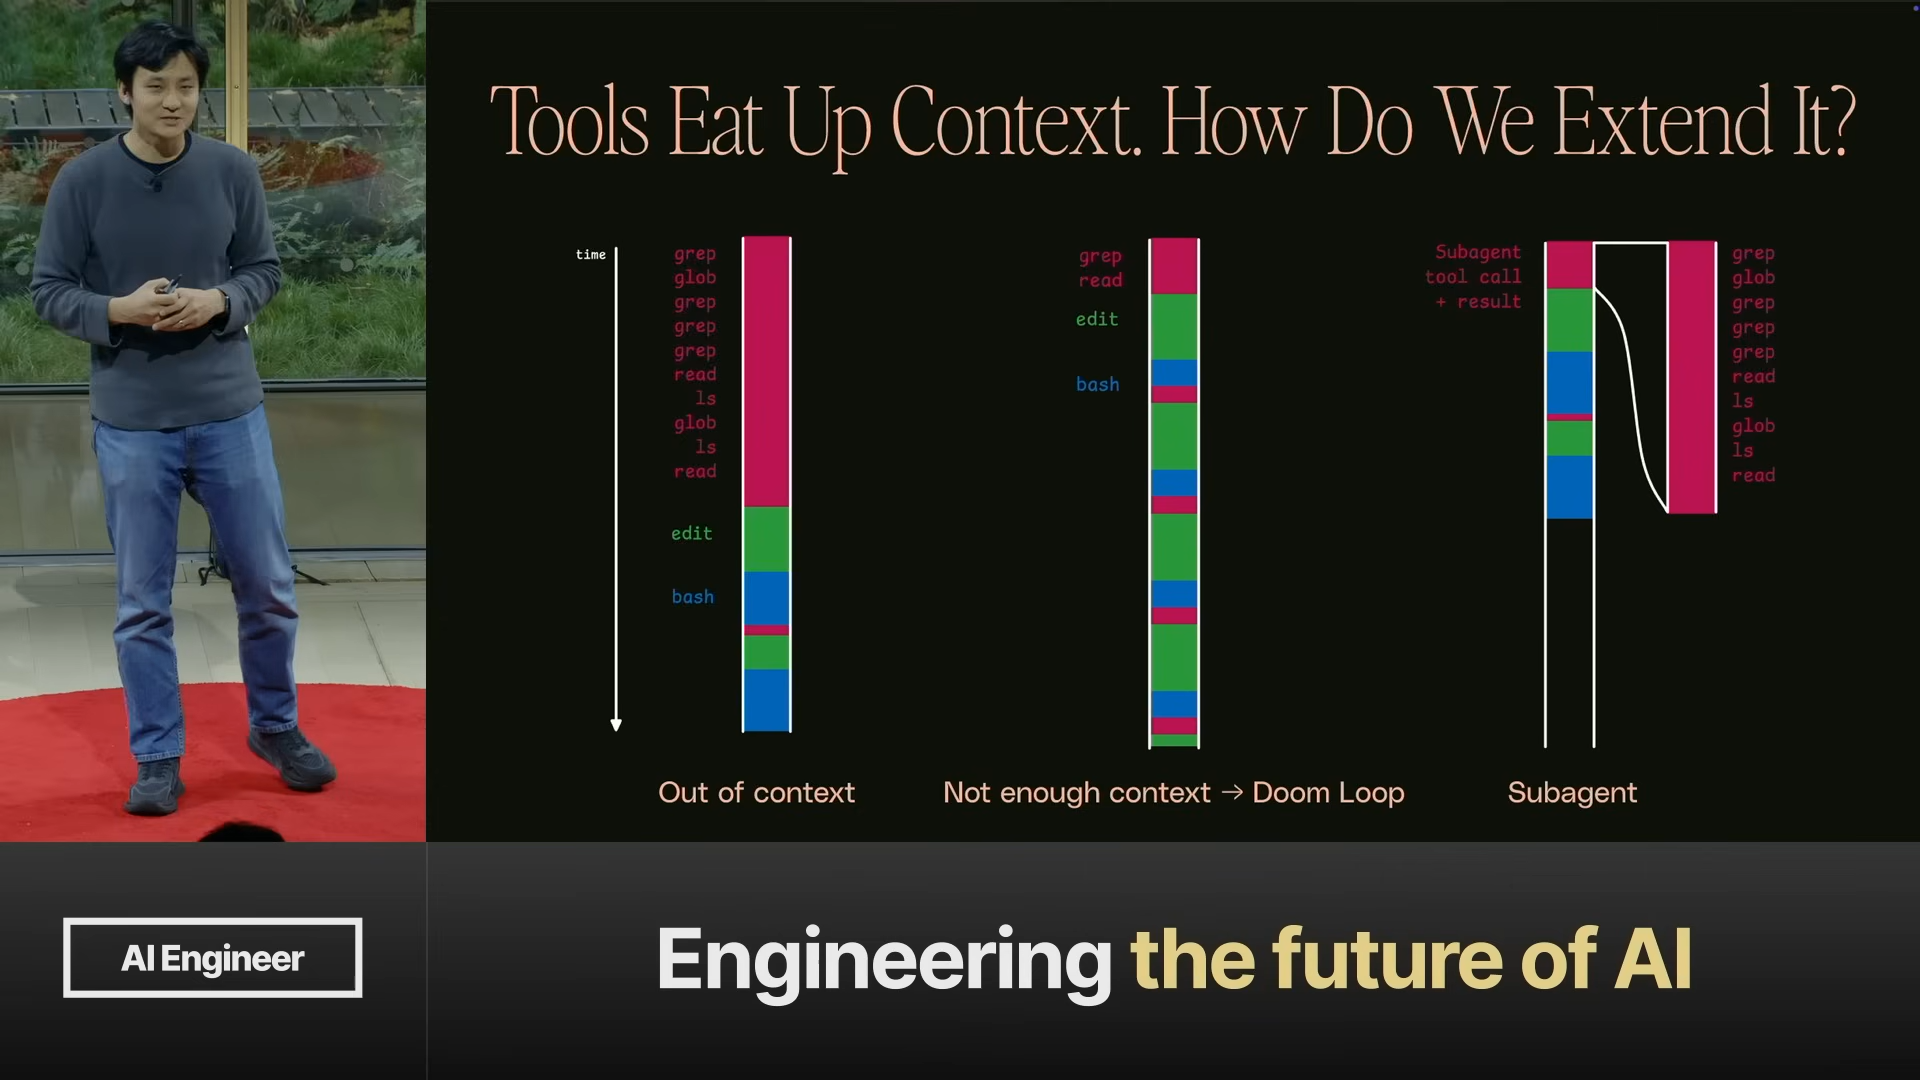 Tools Eat Up Context. How Do We Extend It?
time
grep
glob
grep
grep
grep
read
ls
glob
ls
read
edit
bash
Out of context
grep
read
edit
bash
Not enough context → Doom Loop
Subagent
tool call
+ result
grep
glob
grep
grep
grep
read
ls
glob
ls
read
Subagent
AI Engineer
Engineering the future of AI